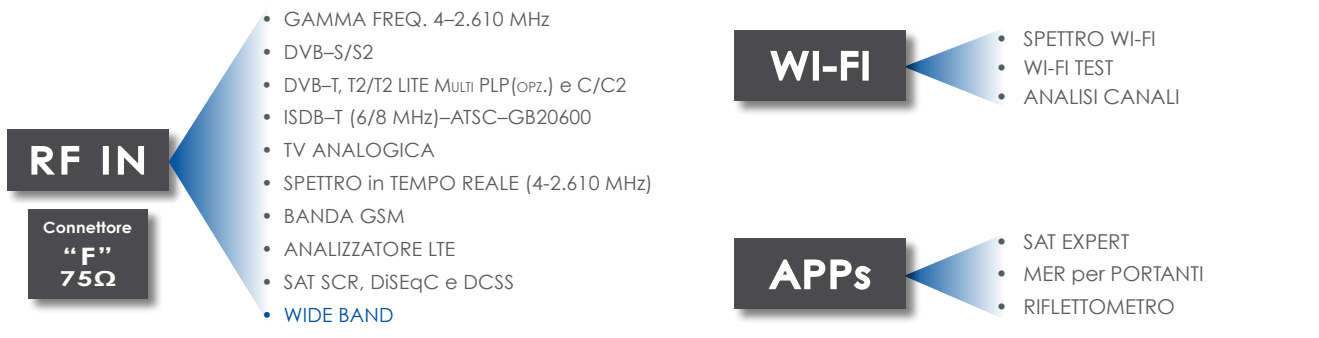 RF IN
Connettore
“F”
75Ω
• GAMMA FREQ. 4–2.610 MHz
• DVB–S/S2
• DVB–T, T2/T2 LITE Multi PLP(opz.) e C/C2
• ISDB–T (6/8 MHz)–ATSC–GB20600
• TV ANALOGICA
• SPETTRO in TEMPO REALE (4-2.610 MHz)
• BANDA GSM
• ANALIZZATORE LTE
• SAT SCR, DiSEqC e DCSS
• WIDE BAND
WI-FI
• SPETTRO WI-FI
• WI-FI TEST
• ANALISI CANALI
APPs
• SAT EXPERT
• MER per PORTANTI
• RIFLETTOMETRO